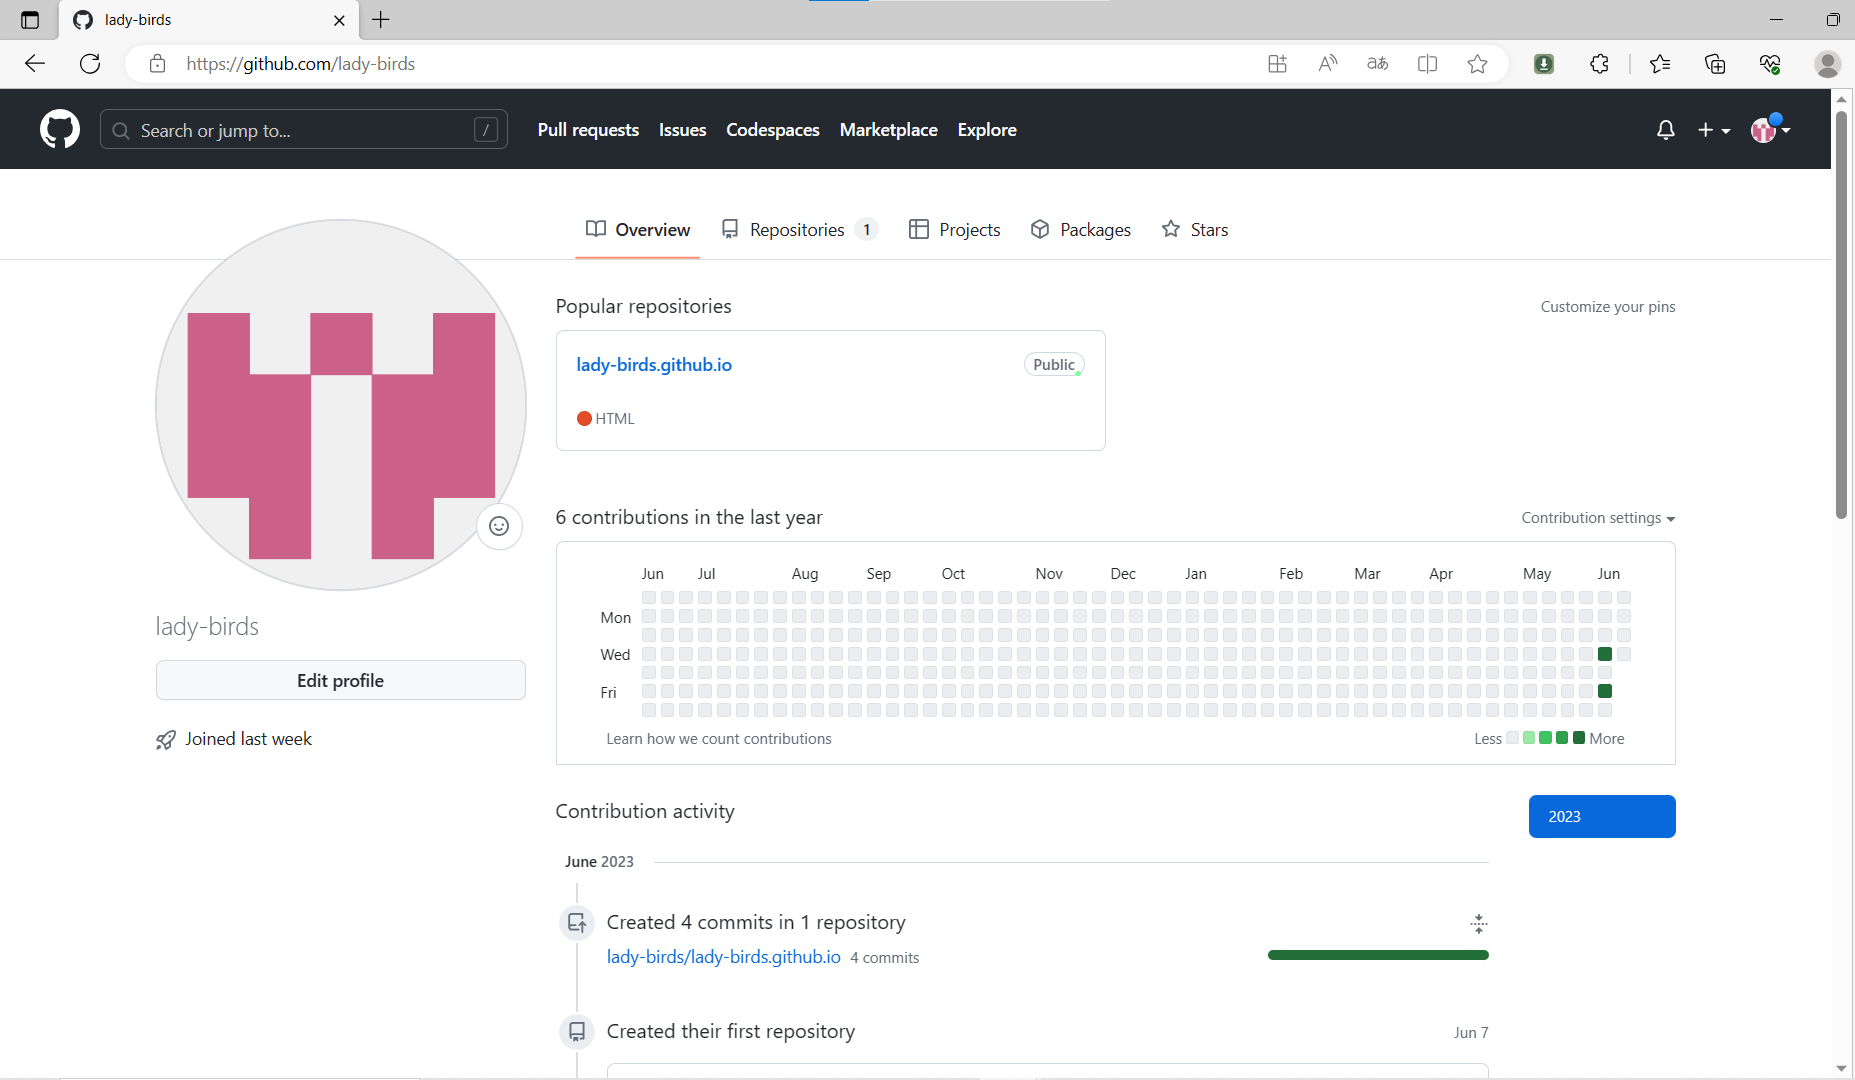 lady-birds
https://github.com/lady-birds
Search or jump to... /
Pull requests Issues Codespaces Marketplace Explore
Overview Repositories 1 Projects Packages Stars
Popular repositories Customize your pins
lady-birds.github.io Public
HTML
lady-birds
Edit profile
Joined last week
6 contributions in the last year Contribution settings
Jun Jul Aug Sep Oct Nov Dec Jan Feb Mar Apr May Jun
Mon
Wed
Fri
Learn how we count contributions Less More
Contribution activity 2023
June 2023
Created 4 commits in 1 repository
lady-birds/lady-birds.github.io 4 commits
Created their first repository Jun 7